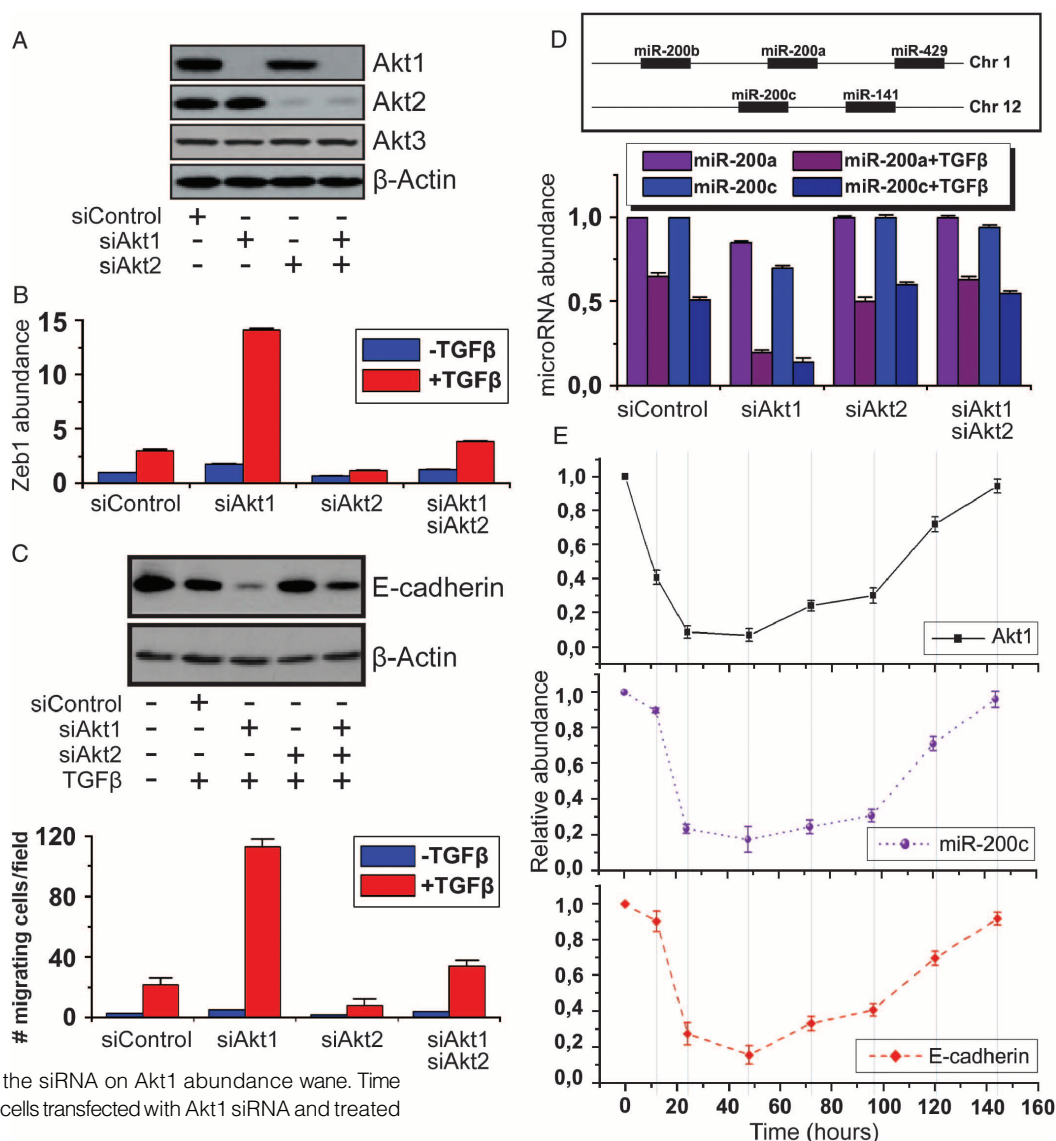 A
Akt1
Akt2
Akt3
β-Actin
siControl + - - -
siAkt1 - + - +
siAkt2 - - + +
B
15
10
5
0
Zeb1 abundance
-TGFβ
+TGFβ
siControl siAkt1 siAkt2 siAkt1
siAkt2
C
E-cadherin
β-Actin
siControl - + - - -
siAkt1 - - + - +
siAkt2 - - - + +
TGFβ - + + + +
120
80
40
0
# migrating cells/field
-TGFβ
+TGFβ
siControl siAkt1 siAkt2 siAkt1
siAkt2
the siRNA on Akt1 abundance wane. Time
cells transfected with Akt1 siRNA and treated
D
miR-200b miR-200a miR-429
Chr 1
miR-200c miR-141
Chr 12
miR-200a miR-200a+TGFβ
miR-200c miR-200c+TGFβ
1,0
0,5
0,0
microRNA abundance
siControl siAkt1 siAkt2 siAkt1
siAkt2
E
1,0
0,8
0,6
0,4
0,2
0,0
Akt1
1,0
0,8
0,6
0,4
0,2
0,0
miR-200c
Relative abundance
1,0
0,8
0,6
0,4
0,2
0,0
E-cadherin
0 20 40 60 80 100 120 140 160
Time (hours)